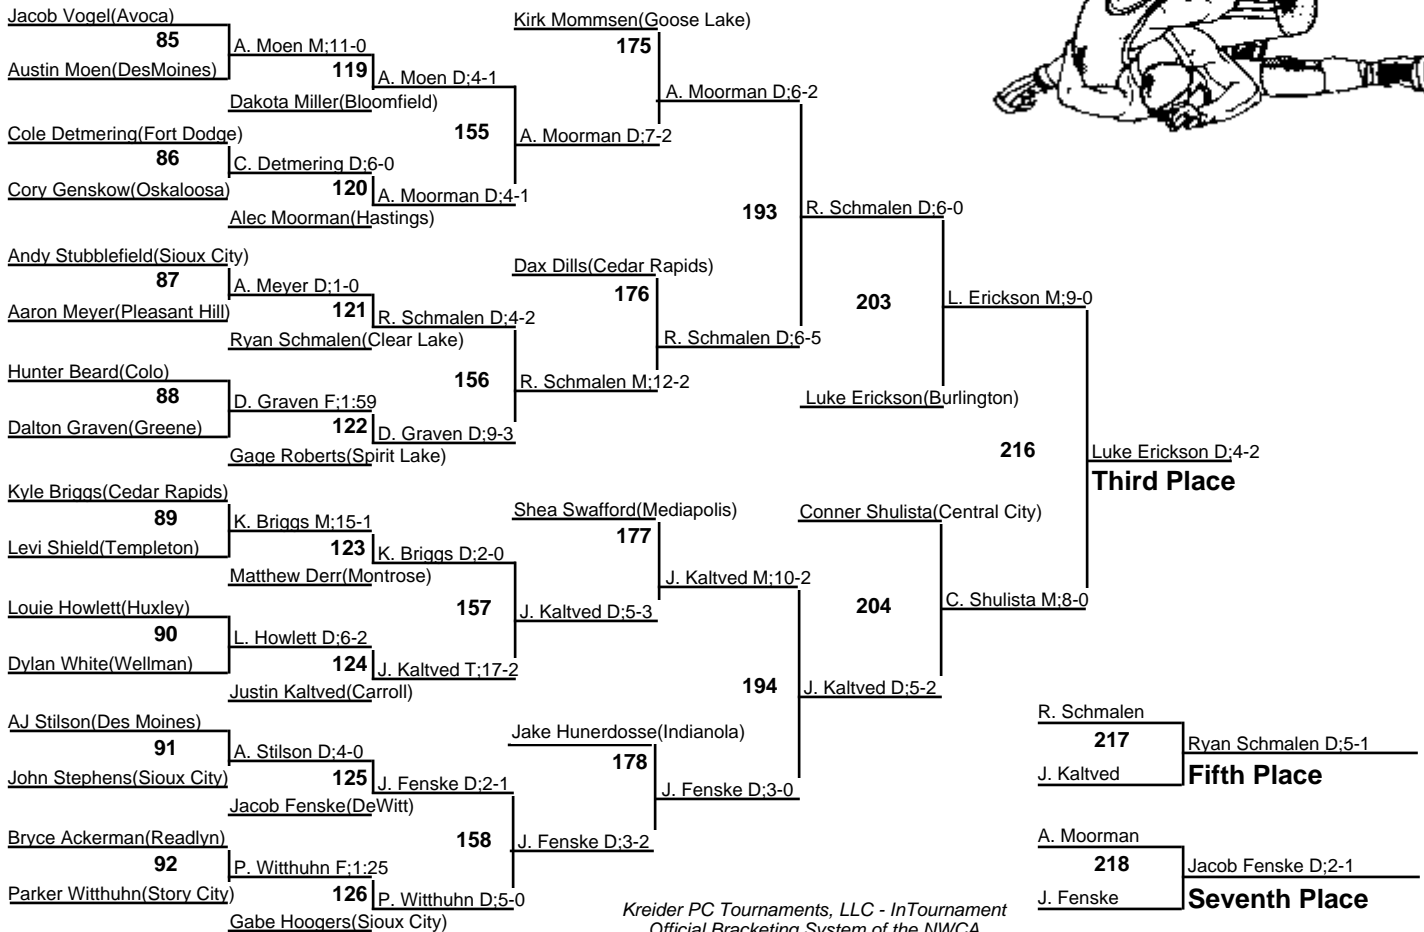 Jacob Vogel(Avoca)
85
Austin Moen(DesMoines)
A. Moen M;11-0
119
Dakota Miller(Bloomfield)
A. Moen D;4-1
Cole Detmering(Fort Dodge)
86
Cory Genskow(Oskaloosa)
C. Detmering D;6-0
120
Alec Moorman(Hastings)
A. Moorman D;4-1
155
A. Moorman D;7-2
Kirk Mommsen(Goose Lake)
175
A. Moorman D;6-2
Andy Stubblefield(Sioux City)
87
Aaron Meyer(Pleasant Hill)
A. Meyer D;1-0
121
Ryan Schmalen(Clear Lake)
R. Schmalen D;4-2
Hunter Beard(Colo)
88
Dalton Graven(Greene)
D. Graven F;1:59
122
Gage Roberts(Spirit Lake)
D. Graven D;9-3
156
R. Schmalen M;12-2
Dax Dills(Cedar Rapids)
176
R. Schmalen D;6-5
193
R. Schmalen D;6-0
203
Luke Erickson(Burlington)
L. Erickson M;9-0
Kyle Briggs(Cedar Rapids)
89
Levi Shield(Templeton)
K. Briggs M;15-1
123
Matthew Derr(Montrose)
K. Briggs D;2-0
Louie Howlett(Huxley)
90
Dylan White(Wellman)
L. Howlett D;6-2
124
Justin Kaltved(Carroll)
J. Kaltved T;17-2
157
J. Kaltved D;5-3
Shea Swafford(Mediapolis)
177
J. Kaltved M;10-2
AJ Stilson(Des Moines)
91
John Stephens(Sioux City)
A. Stilson D;4-0
125
Jacob Fenske(DeWitt)
J. Fenske D;2-1
Bryce Ackerman(Readlyn)
92
Parker Witthuhn(Story City)
P. Witthuhn F;1:25
126
Gabe Hoogers(Sioux City)
P. Witthuhn D;5-0
158
J. Fenske D;3-2
Jake Hunerdosse(Indianola)
178
J. Fenske D;3-0
194
J. Kaltved D;5-2
Conner Shulista(Central City)
204
C. Shulista M;8-0
216
Luke Erickson D;4-2
Third Place
R. Schmalen
217
J. Kaltved
Ryan Schmalen D;5-1
Fifth Place
A. Moorman
218
J. Fenske
Jacob Fenske D;2-1
Seventh Place
Kreider PC Tournaments, LLC - InTournament
Official Bracketing System of the NWCA